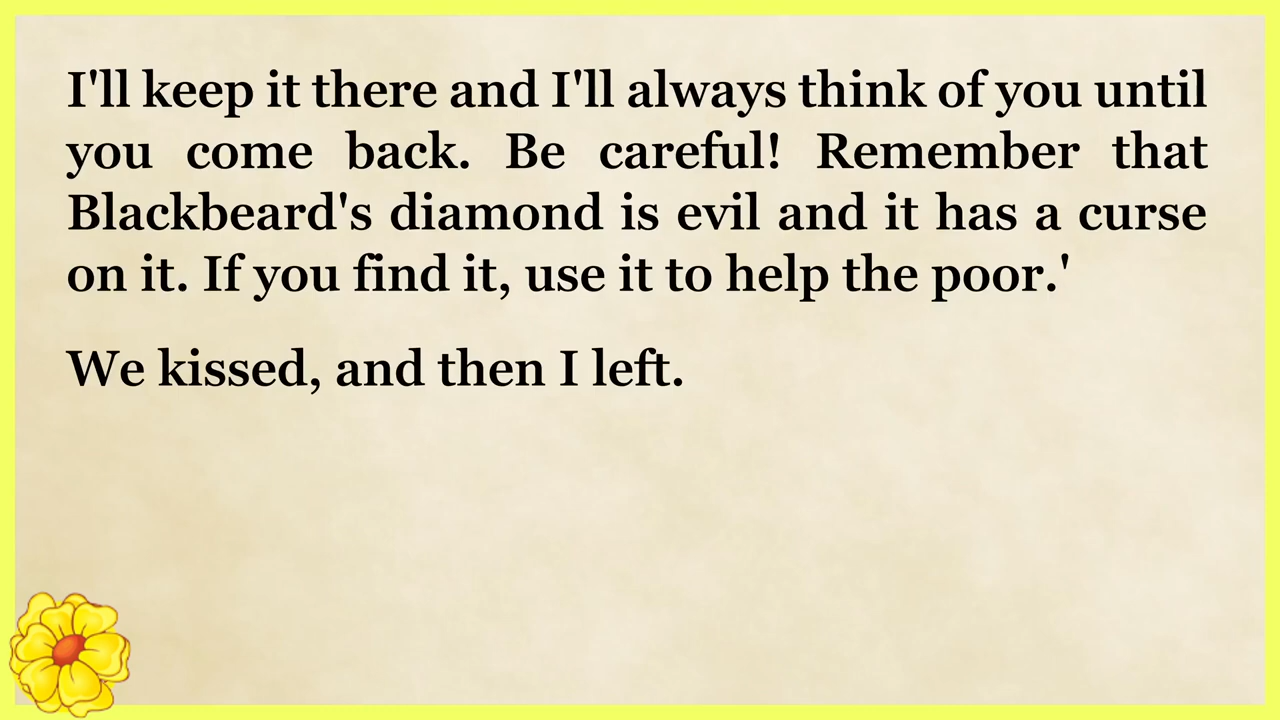 I'll keep it there and I'll always think of you until
you come back. Be careful! Remember that
Blackbeard's diamond is evil and it has a curse
on it. If you find it, use it to help the poor.'
We kissed, and then I left.